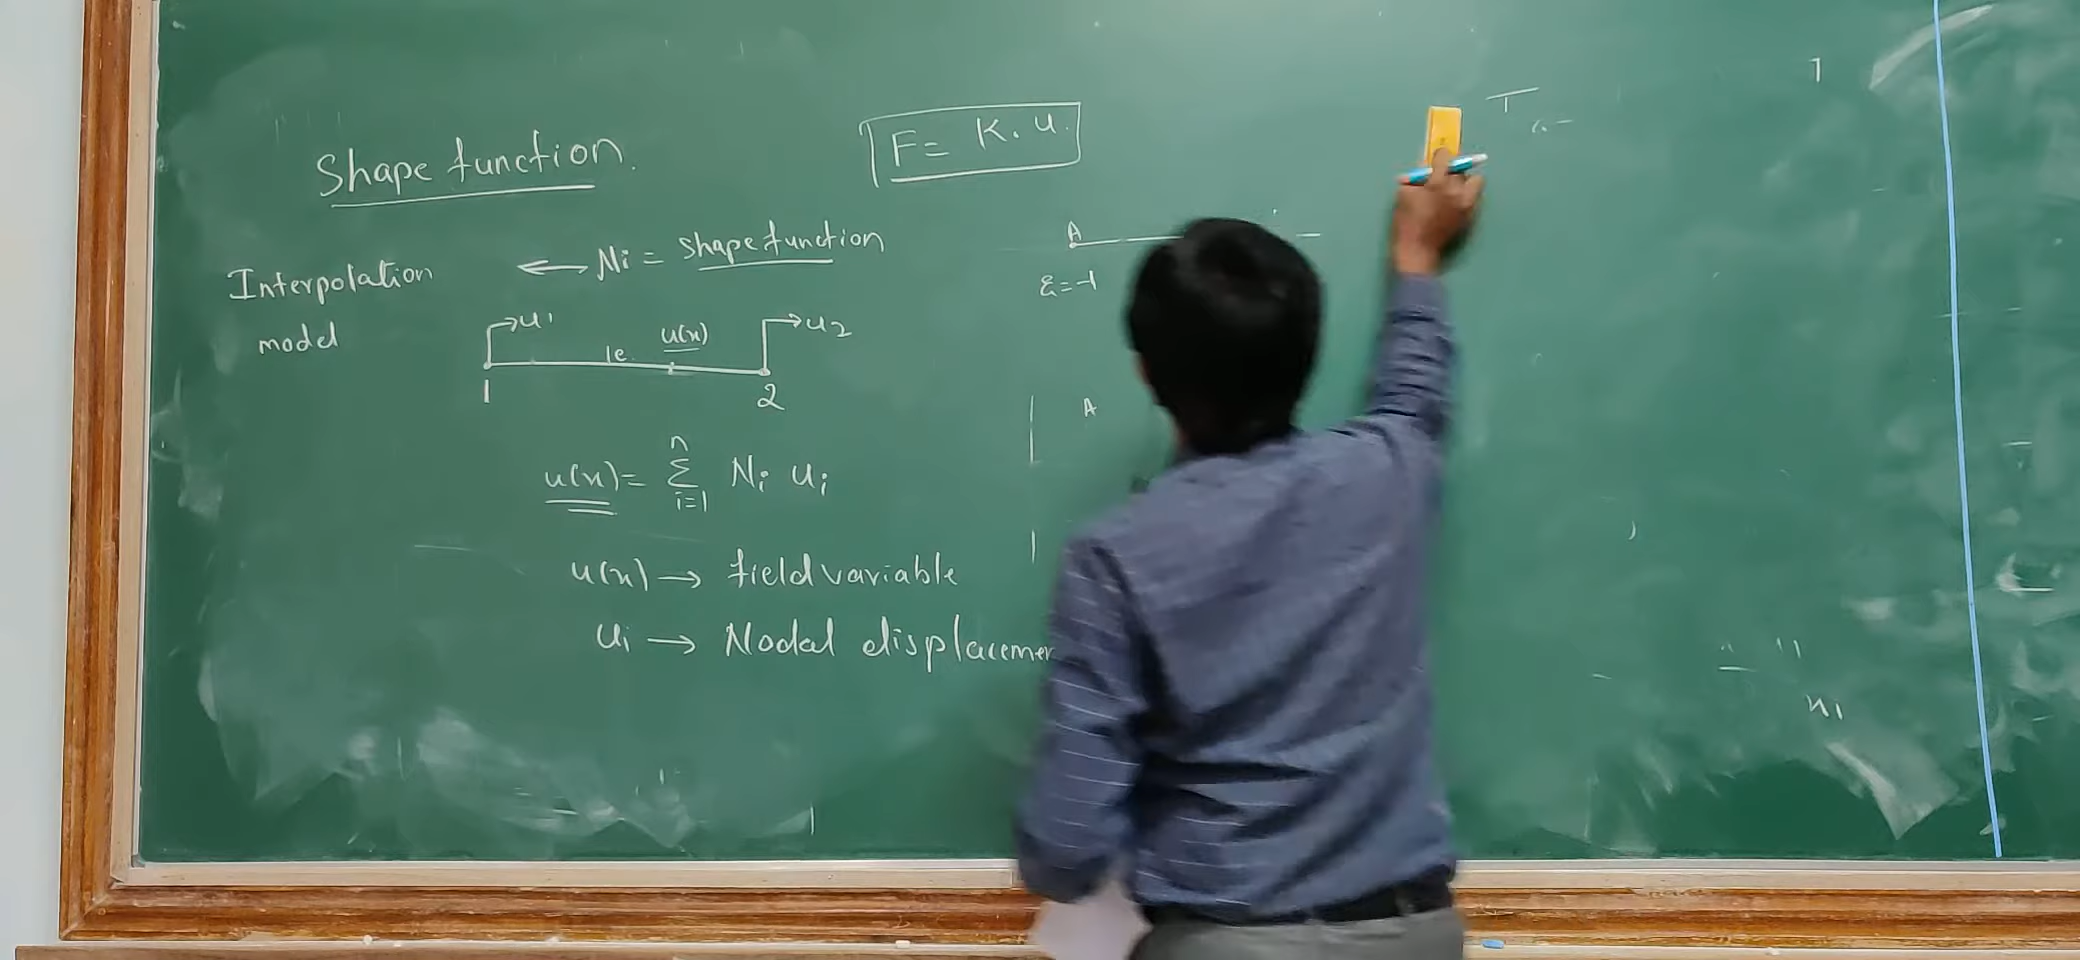 Shape function.
F = K. u.
Interpolation
model
← Ni = shape function
u1
le
u(x)
u2
1
2
A
ε=-1
A
n
u(x) = Σ Ni ui
i=1
u(x) → field variable
ui → Nodal displacemen
x1